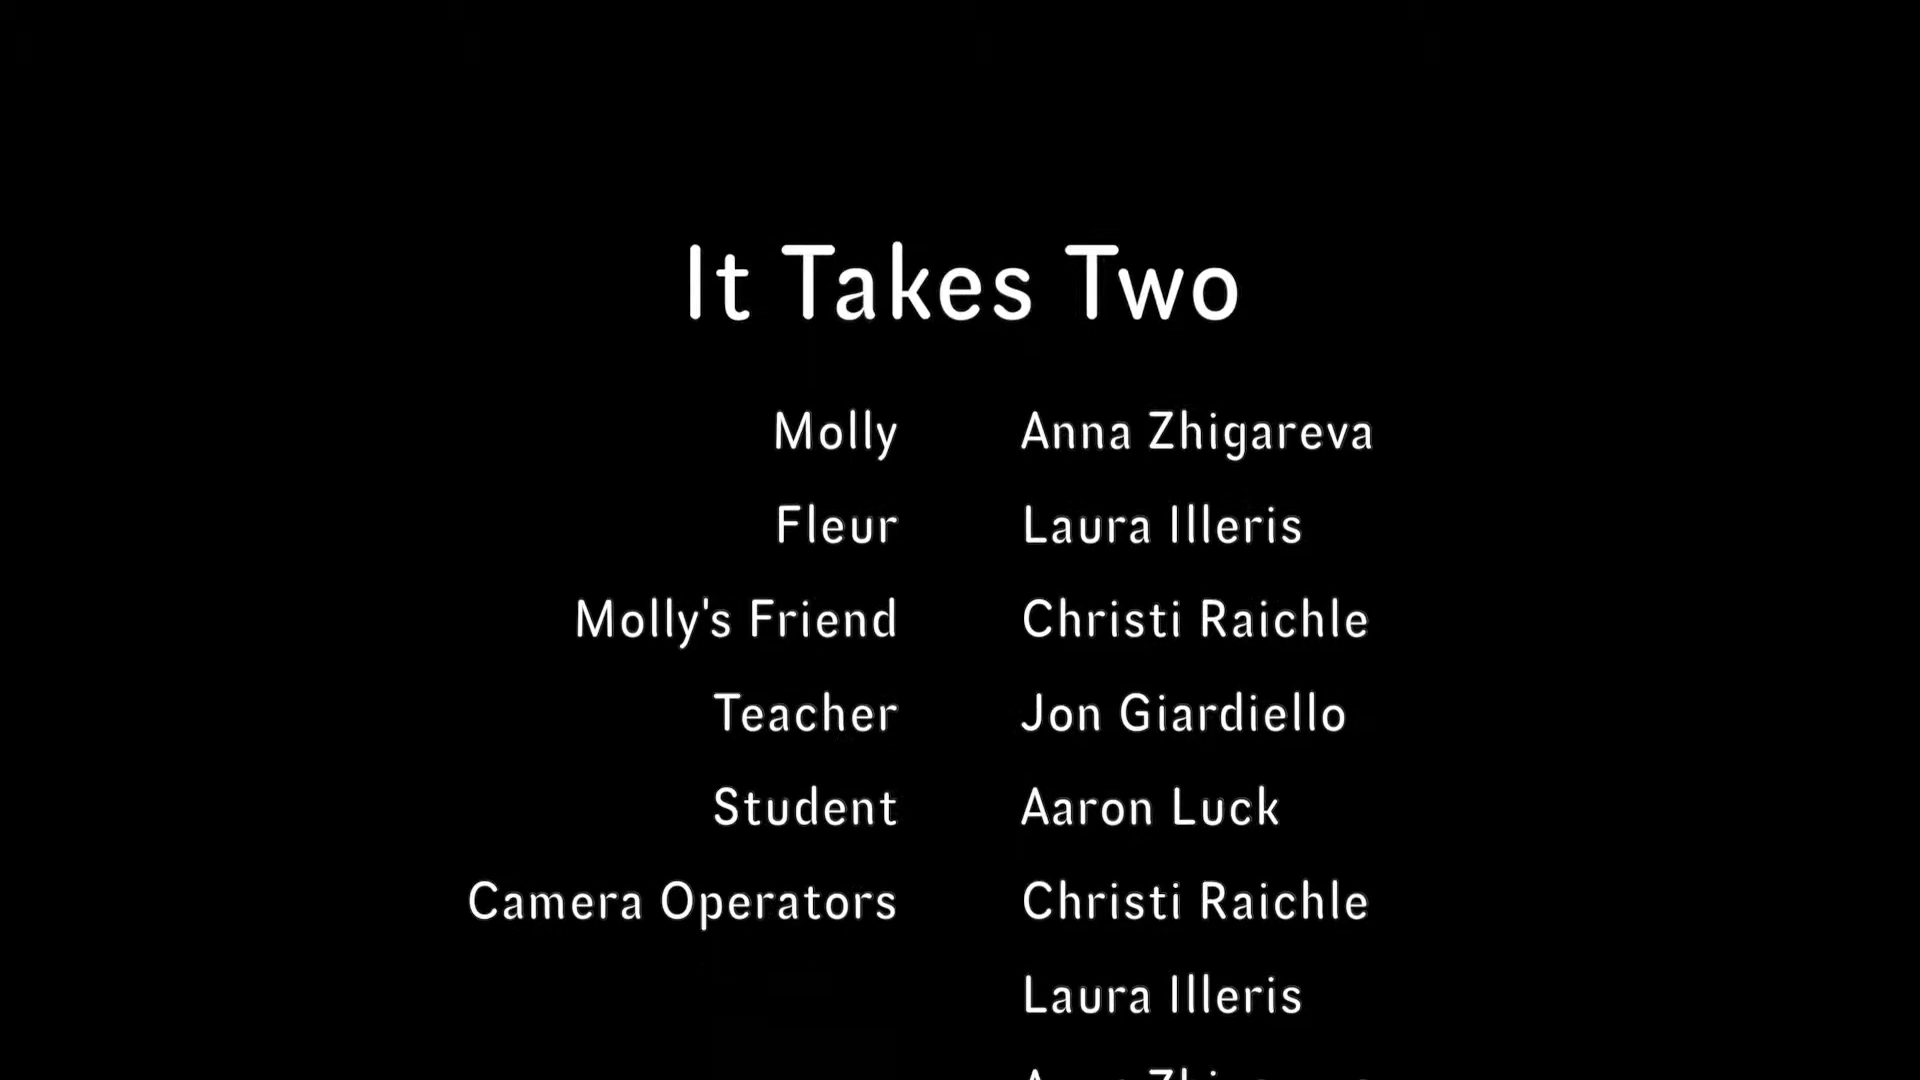 It Takes Two
Molly Anna Zhigareva
Fleur Laura Illeris
Molly's Friend Christi Raichle
Teacher Jon Giardiello
Student Aaron Luck
Camera Operators Christi Raichle
Laura Illeris